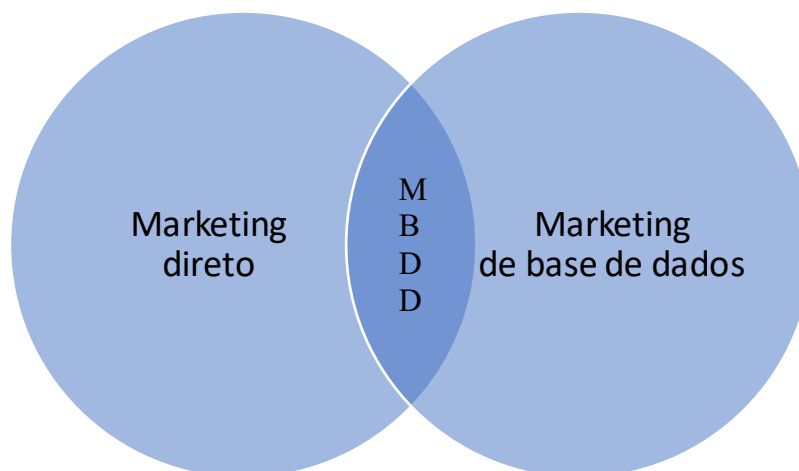 Marketing
direto
M
B
D
D
Marketing
de base de dados